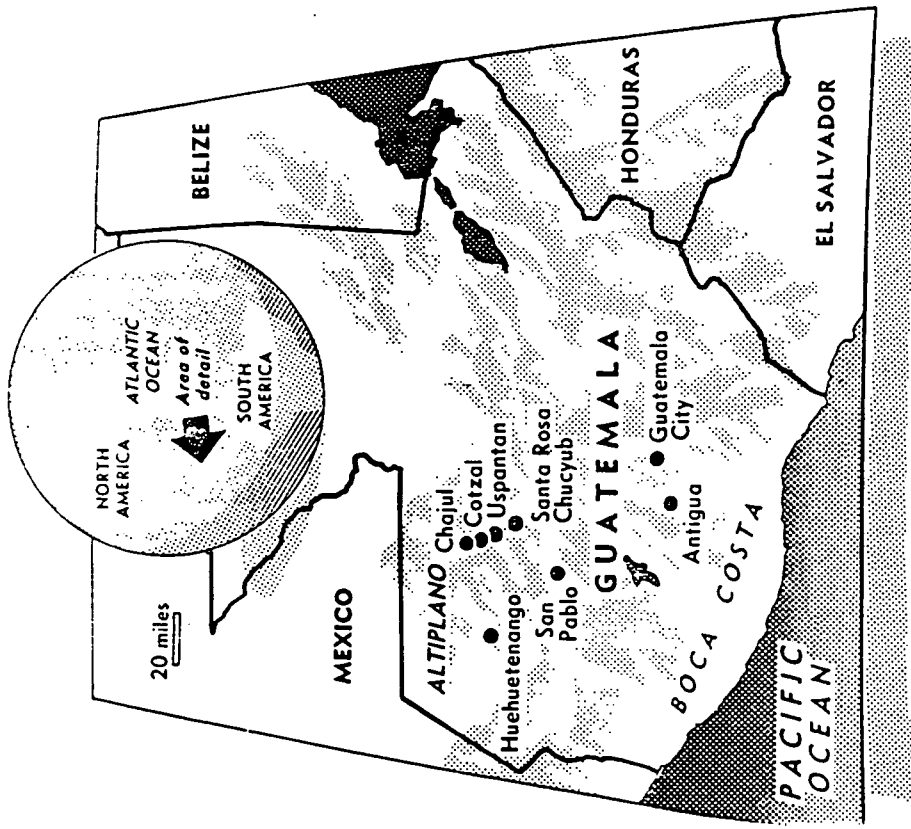 NORTH
AMERICA
ATLANTIC
OCEAN
Area of
detail
SOUTH
AMERICA
20 miles
BELIZE
MEXICO
ALTIPLANO
Chajul
Cotzal
Uspantan
Santa Rosa
Chucyub
Huehuetenango
San
Pablo
GUATEMALA
Guatemala
City
Antigua
HONDURAS
EL SALVADOR
BOCA COSTA
PACIFIC
OCEAN